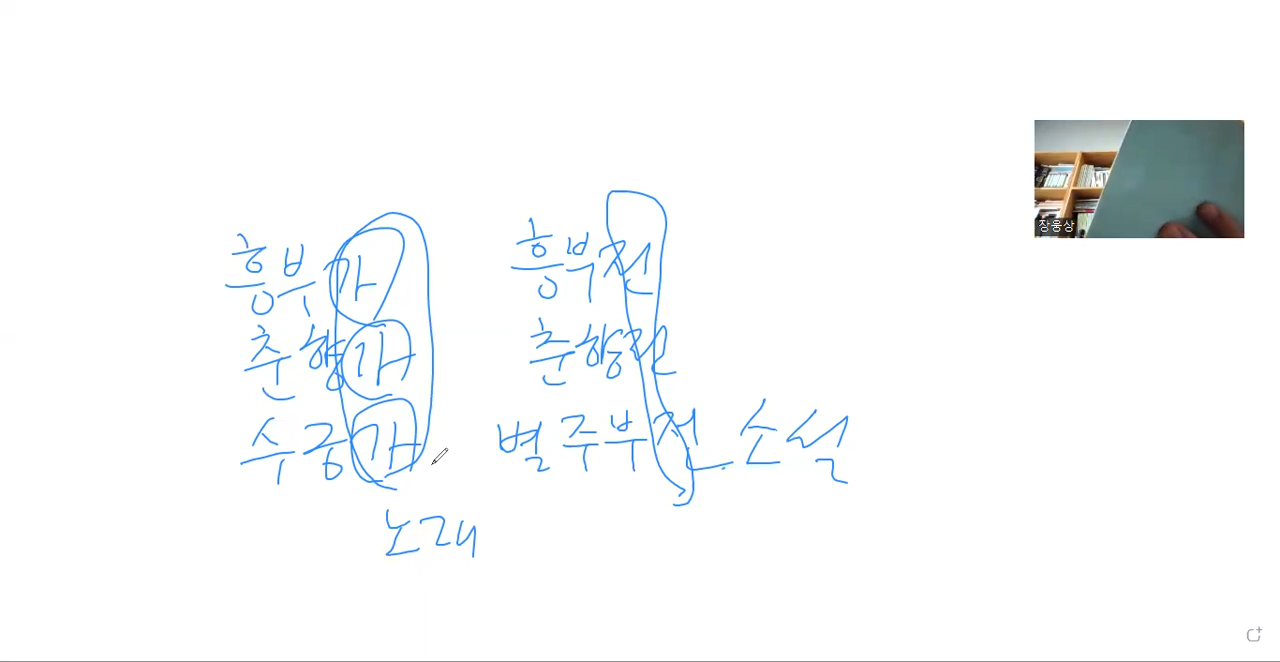 흥부가 흥부전
춘향가 춘향전
수궁가 별주부전 소설
노래
장웅상